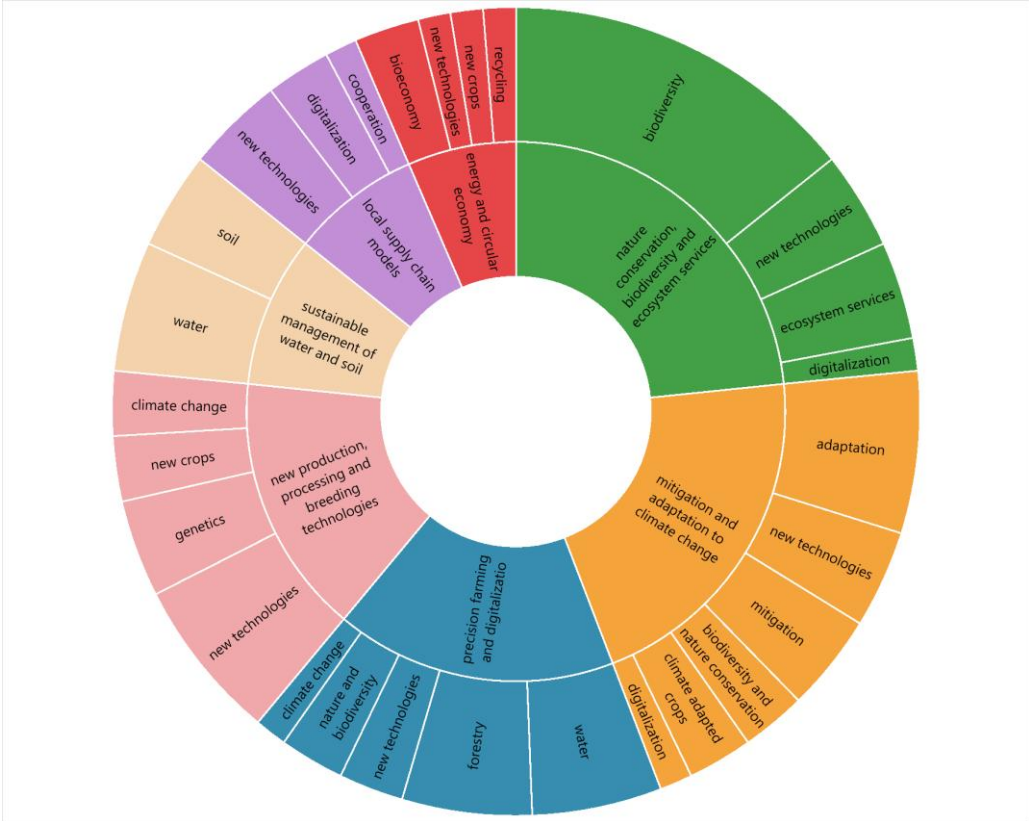 biodiversity
new technologies
ecosystem services
digitalization
nature
conservation,
biodiversity and
ecosystem services
adaptation
new technologies
mitigation
biodiversity and
nature conservation
climate adapted
crops
digitalization
mitigation and
adaptation to
climate change
water
forestry
new technologies
nature and
biodiversity
climate change
precision farming
and digitalizatio
new technologies
genetics
new crops
climate change
new production,
processing and
breeding
technologies
water
soil
sustainable
management of
water and soil
new technologies
digitalization
cooperation
local supply chain
models
bioeconomy
new technologies
new crops
recycling
energy and circular
economy